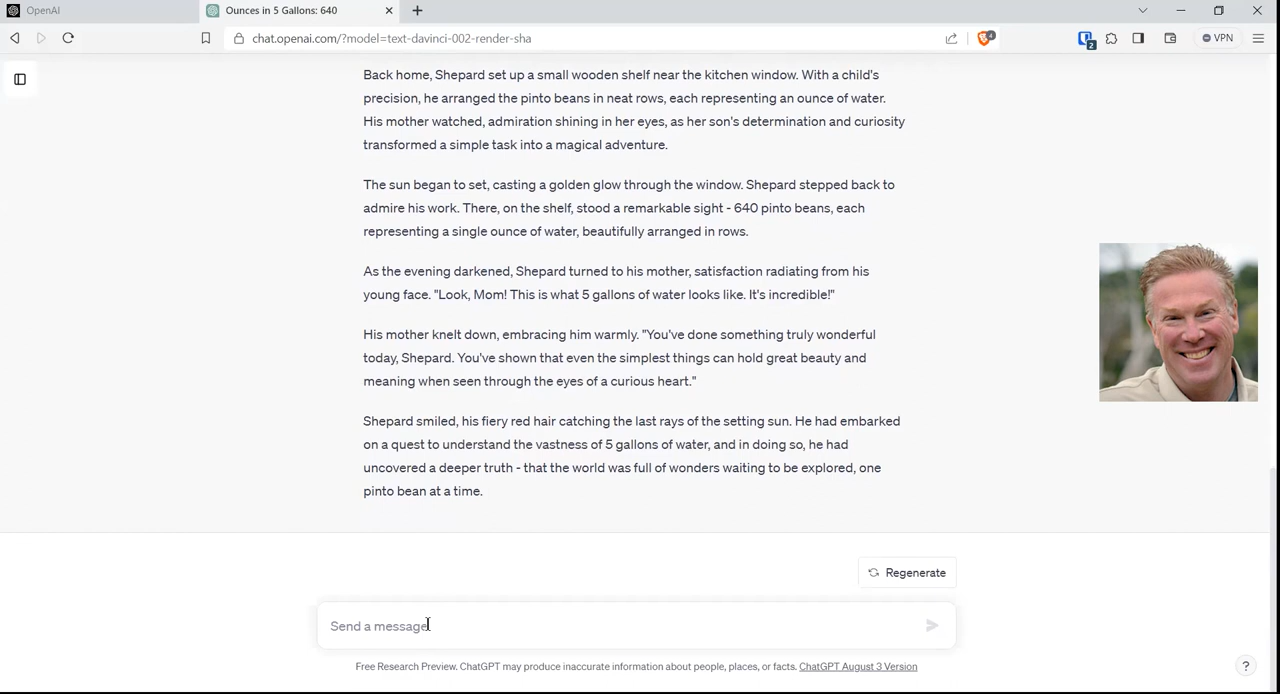 OpenAI
Ounces in 5 Gallons: 640
chat.openai.com/?model=text-davinci-002-render-sha
4
2
VPN
Back home, Shepard set up a small wooden shelf near the kitchen window. With a child's
precision, he arranged the pinto beans in neat rows, each representing an ounce of water.
His mother watched, admiration shining in her eyes, as her son's determination and curiosity
transformed a simple task into a magical adventure.
The sun began to set, casting a golden glow through the window. Shepard stepped back to
admire his work. There, on the shelf, stood a remarkable sight - 640 pinto beans, each
representing a single ounce of water, beautifully arranged in rows.
As the evening darkened, Shepard turned to his mother, satisfaction radiating from his
young face. "Look, Mom! This is what 5 gallons of water looks like. It's incredible!"
His mother knelt down, embracing him warmly. "You've done something truly wonderful
today, Shepard. You've shown that even the simplest things can hold great beauty and
meaning when seen through the eyes of a curious heart."
Shepard smiled, his fiery red hair catching the last rays of the setting sun. He had embarked
on a quest to understand the vastness of 5 gallons of water, and in doing so, he had
uncovered a deeper truth - that the world was full of wonders waiting to be explored, one
pinto bean at a time.
Regenerate
Send a message
Free Research Preview. ChatGPT may produce inaccurate information about people, places, or facts. ChatGPT August 3 Version
?